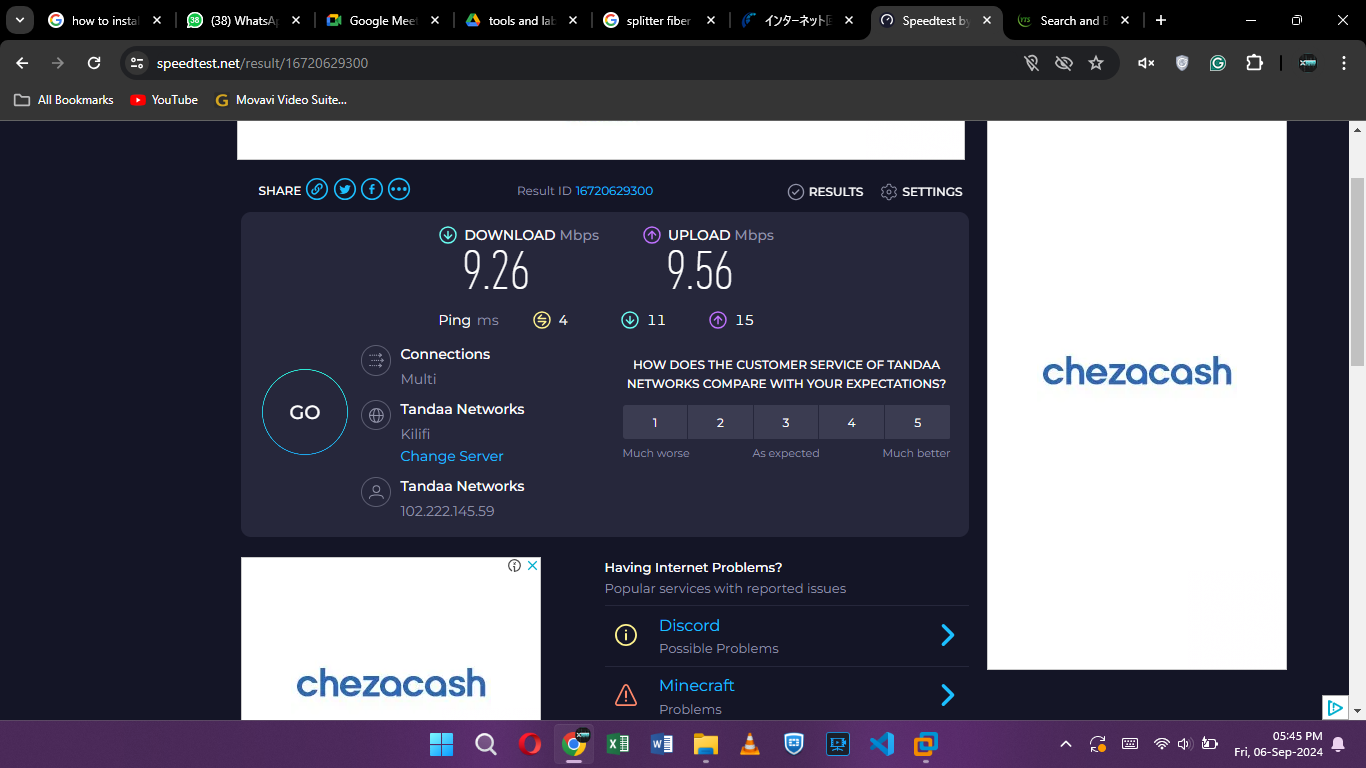 how to instal
(38) WhatsA
Google Meet
tools and lab
splitter fiber
インターネット
Speedtest by
Search and B
speedtest.net/result/16720629300
All Bookmarks
YouTube
Movavi Video Suite...
SHARE
Result ID 16720629300
RESULTS
SETTINGS
DOWNLOAD Mbps
UPLOAD Mbps
9.26
9.56
Ping ms
4
11
15
Connections
Multi
HOW DOES THE CUSTOMER SERVICE OF TANDAA
NETWORKS COMPARE WITH YOUR EXPECTATIONS?
GO
Tandaa Networks
Kilifi
Change Server
1
2
3
4
5
Much worse
As expected
Much better
Tandaa Networks
102.222.145.59
chezacash
Having Internet Problems?
Popular services with reported issues
Discord
Possible Problems
Minecraft
Problems
chezacash
05:45 PM
Fri, 06-Sep-2024